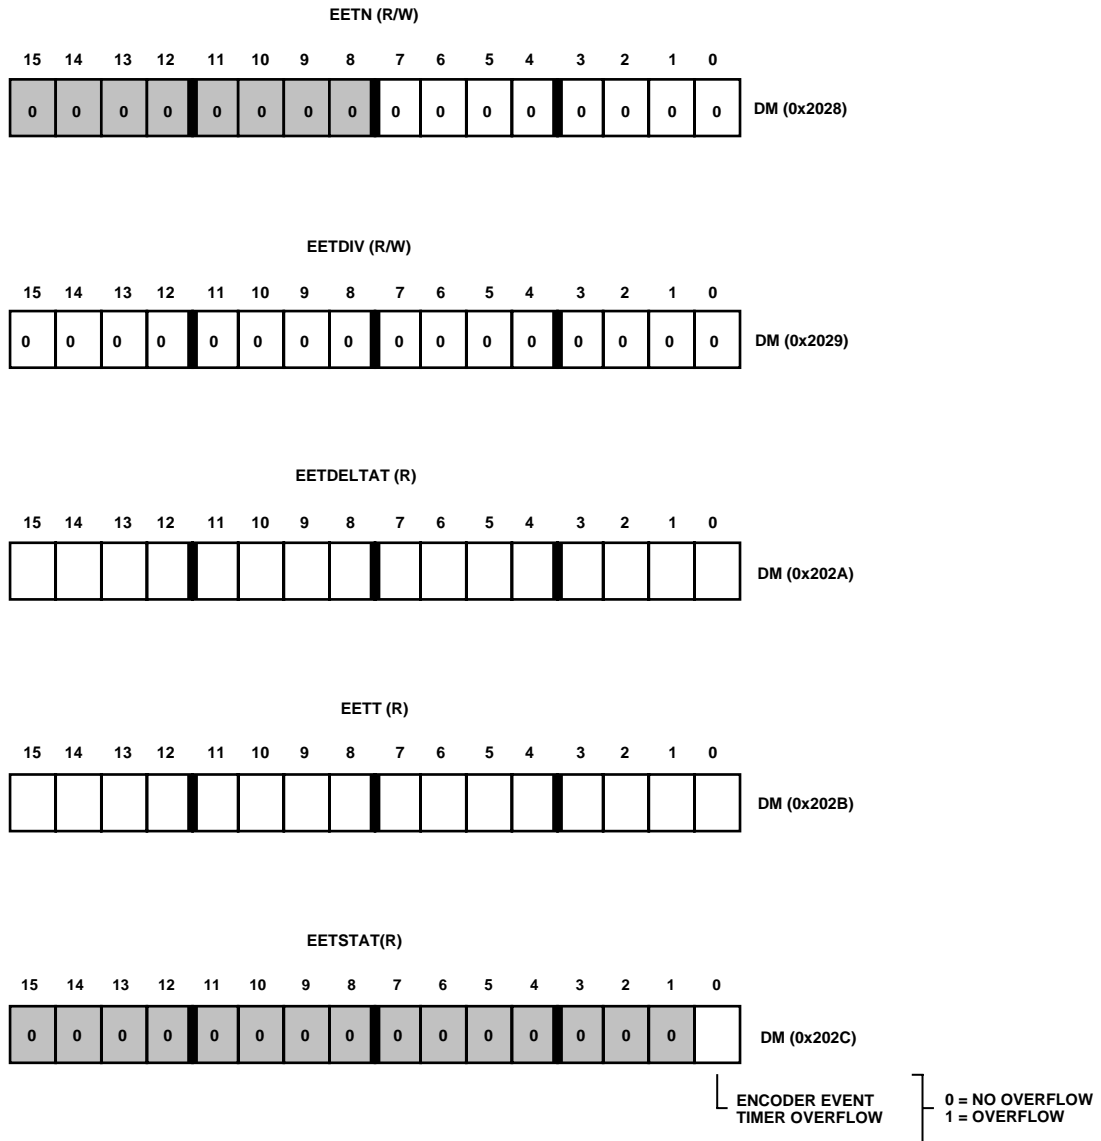 EETN (R/W)
15 14 13 12 11 10 9 8 7 6 5 4 3 2 1 0
0 0 0 0 0 0 0 0 0 0 0 0 0 0 0 0 DM (0x2028)
EETDIV (R/W)
15 14 13 12 11 10 9 8 7 6 5 4 3 2 1 0
0 0 0 0 0 0 0 0 0 0 0 0 0 0 0 0 DM (0x2029)
EETDELTAT (R)
15 14 13 12 11 10 9 8 7 6 5 4 3 2 1 0
DM (0x202A)
EETT (R)
15 14 13 12 11 10 9 8 7 6 5 4 3 2 1 0
DM (0x202B)
EETSTAT(R)
15 14 13 12 11 10 9 8 7 6 5 4 3 2 1 0
0 0 0 0 0 0 0 0 0 0 0 0 0 0 0 DM (0x202C)
ENCODER EVENT
TIMER OVERFLOW
0 = NO OVERFLOW
1 = OVERFLOW